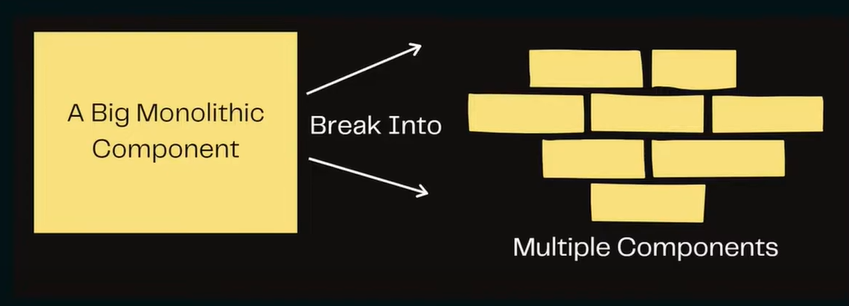 A Big Monolithic
Component
Break Into
Multiple Components